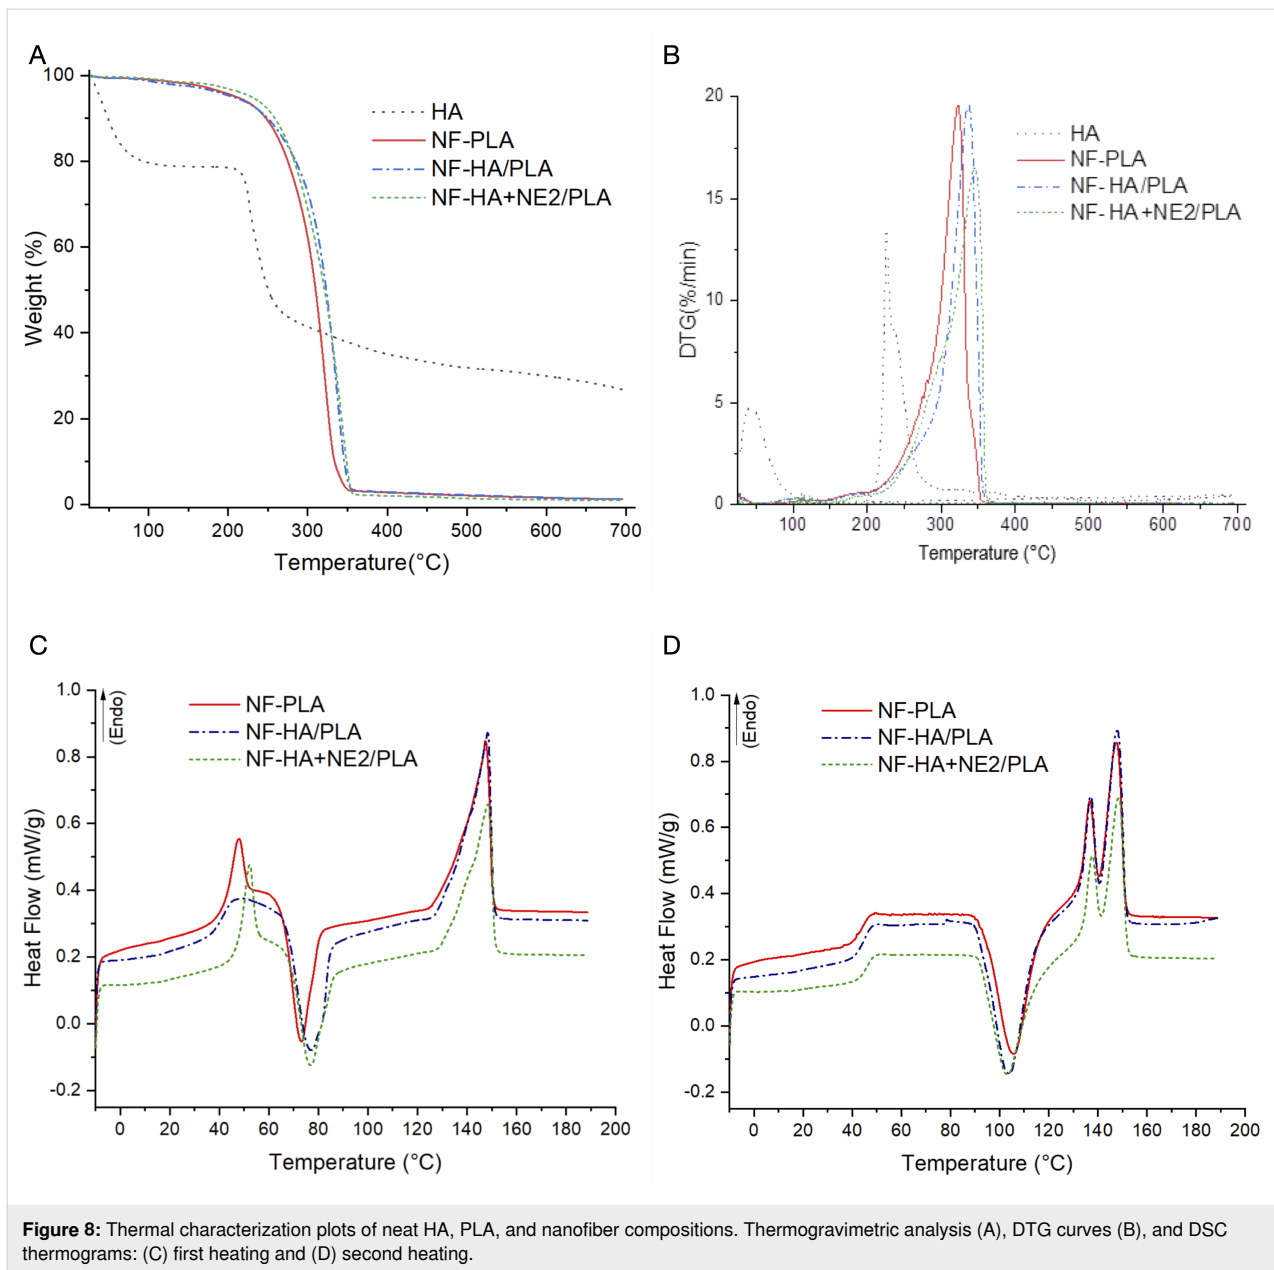 A
100
80
60
40
20
0
Weight (%)
100 200 300 400 500 600 700
Temperature(°C)
HA
NF-PLA
NF-HA/PLA
NF-HA+NE2/PLA
B
20
15
10
5
0
DTG(%/min)
100 200 300 400 500 600 700
Temperature (°C)
HA
NF-PLA
NF-HA/PLA
NF-HA+NE2/PLA
C
1.0
0.8
0.6
0.4
0.2
0.0
-0.2
Heat Flow (mW/g)
(Endo)
NF-PLA
NF-HA/PLA
NF-HA+NE2/PLA
0 20 40 60 80 100 120 140 160 180 200
Temperature (°C)
D
1.0
0.8
0.6
0.4
0.2
0.0
-0.2
Heat Flow (mW/g)
(Endo)
NF-PLA
NF-HA/PLA
NF-HA+NE2/PLA
0 20 40 60 80 100 120 140 160 180 200
Temperature (°C)
Figure 8: Thermal characterization plots of neat HA, PLA, and nanofiber compositions. Thermogravimetric analysis (A), DTG curves (B), and DSC
thermograms: (C) first heating and (D) second heating.